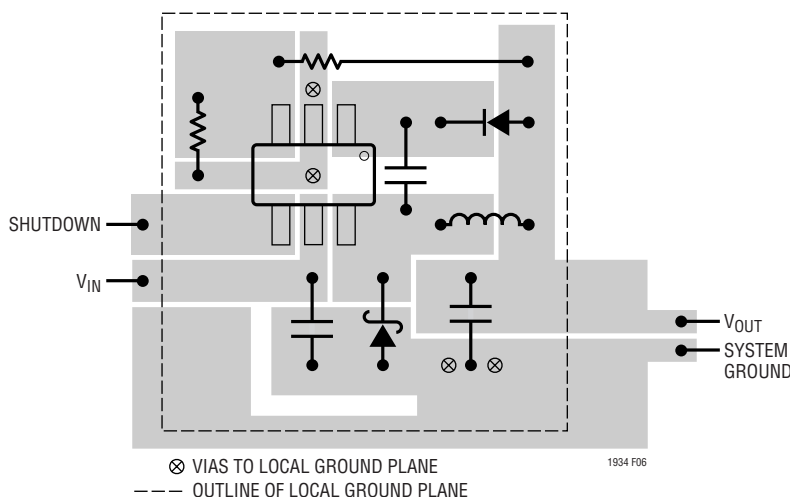 SHUTDOWN
VIN
VOUT
SYSTEM
GROUND
VIAS TO LOCAL GROUND PLANE
1934 F06
OUTLINE OF LOCAL GROUND PLANE